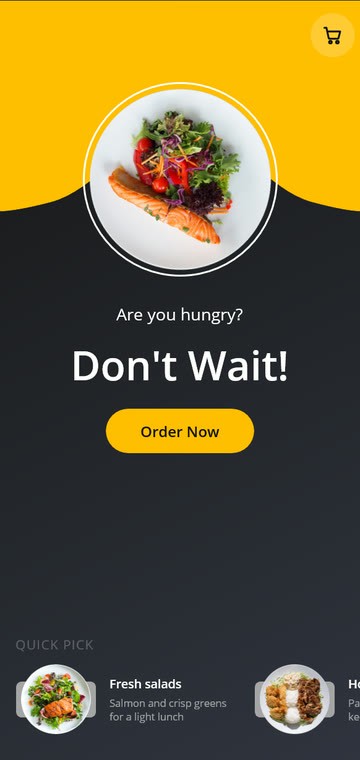 Are you hungry?
Don't Wait!
Order Now
QUICK PICK
Fresh salads
Salmon and crisp greens
for a light lunch